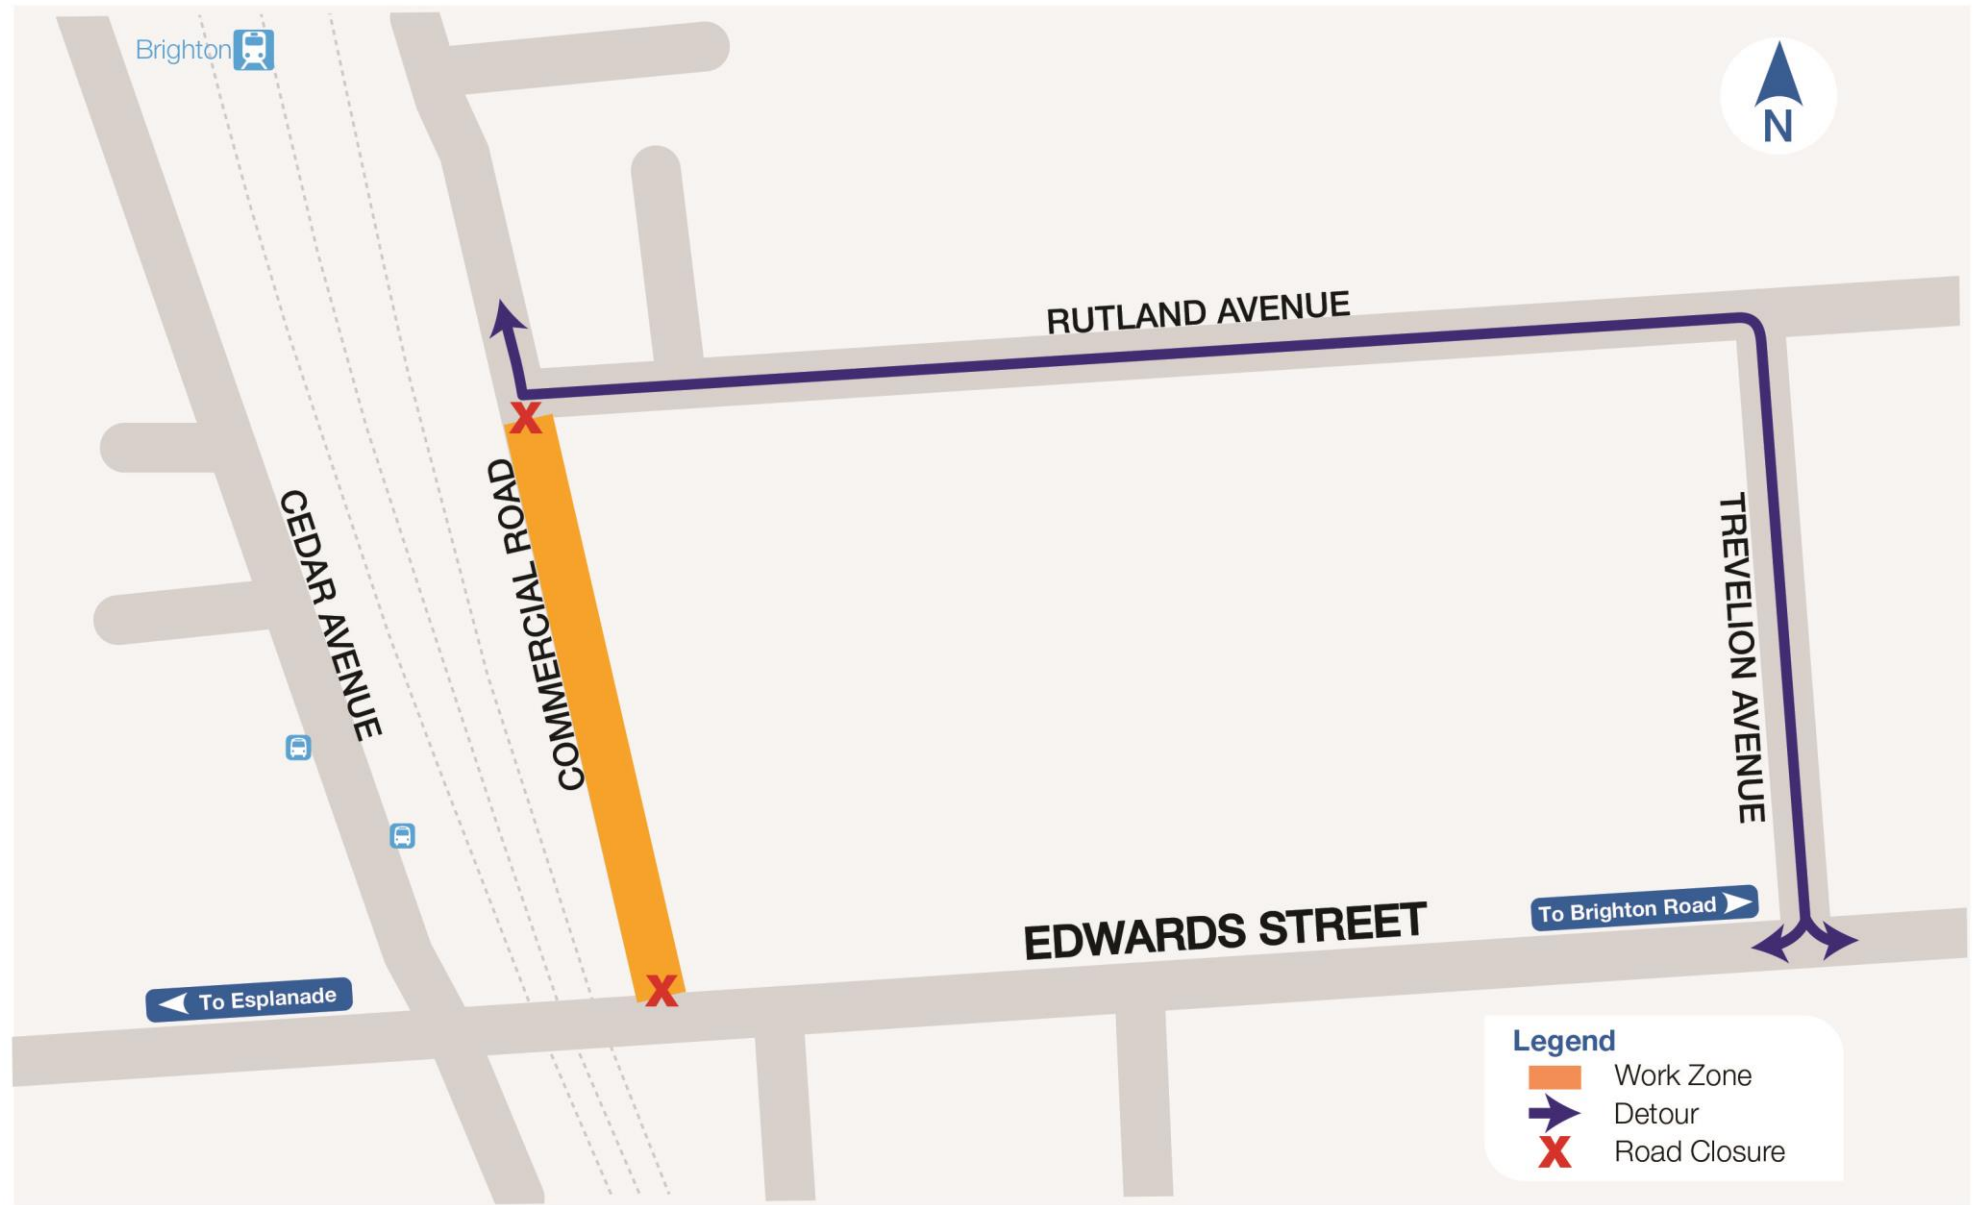 Brighton
N
RUTLAND AVENUE
COMMERCIAL ROAD
CEDAR AVENUE
TREVELION AVENUE
To Brighton Road
EDWARDS STREET
To Esplanade
Legend
Work Zone
Detour
X Road Closure